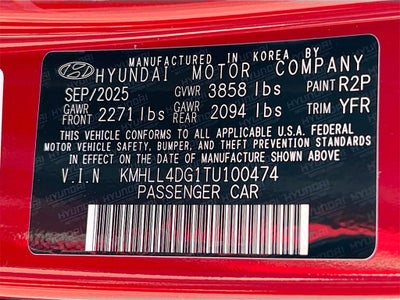 MANUFACTURED IN KOREA BY
HYUNDAI MOTOR COMPANY
SEP/2025 GVWR 3858 lbs PAINT R2P
GAWR FRONT 2271 lbs GAWR REAR 2094 lbs TRIM YFR
THIS VEHICLE CONFORMS TO ALL APPLICABLE U.S.A FEDERAL
MOTOR VEHICLE SAFETY, BUMPER, AND THEFT PREVENTION STANDARDS
IN EFFECT ON THE DATE OF MANUFACTURE SHOWN ABOVE.
V.I.N KMHLL4DG1TU100474
PASSENGER CAR